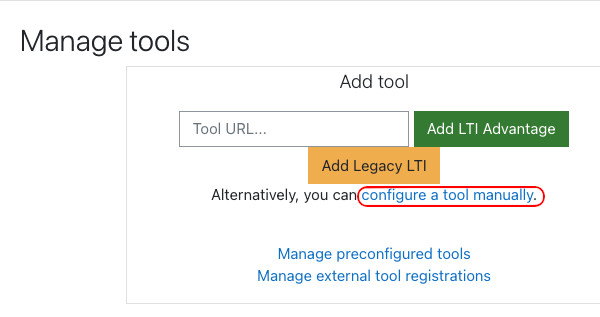 Manage tools
Add tool
Tool URL...
Add LTI Advantage
Add Legacy LTI
Alternatively, you can configure a tool manually.
Manage preconfigured tools
Manage external tool registrations